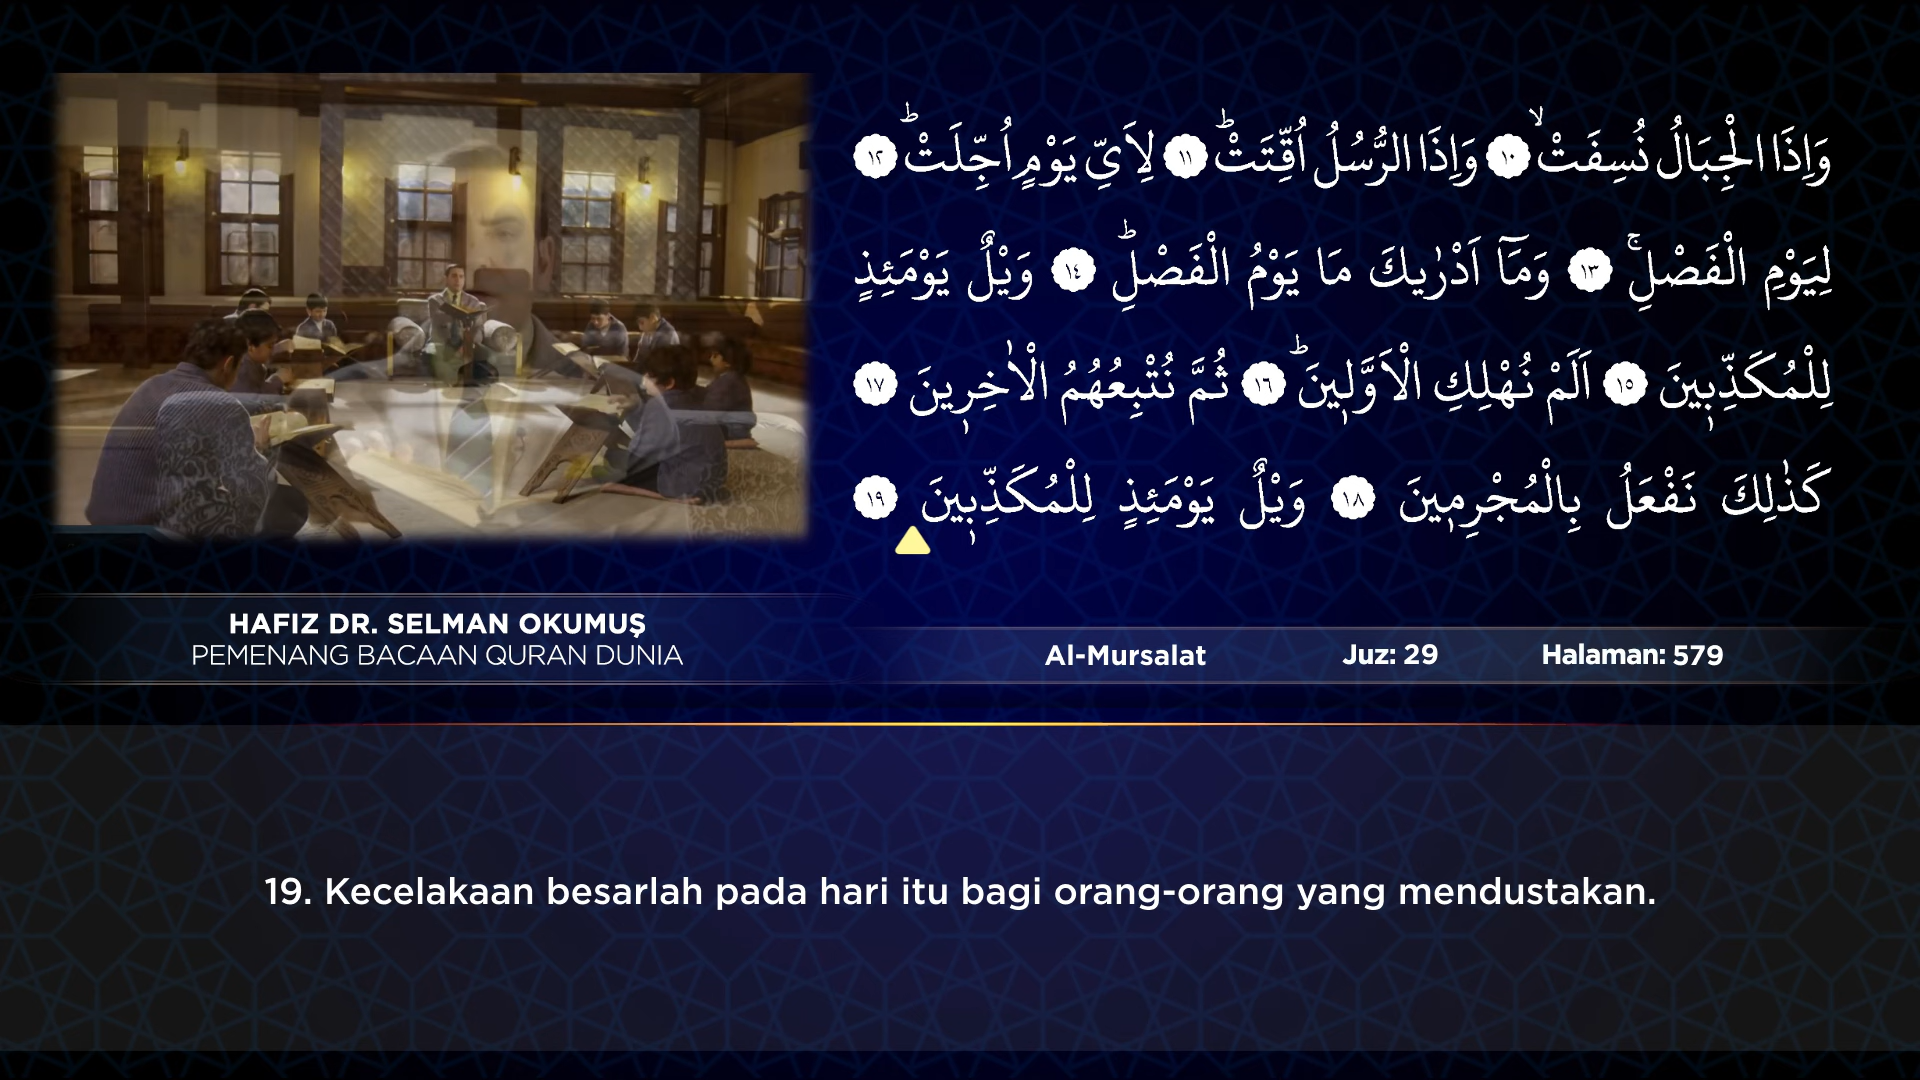 وَاِذَا الْجِبَالُ نُسِفَتْۙ ١٠ وَاِذَا الرُّسُلُ اُقِّتَتْۜ ١١ لِاَيِّ يَوْمٍ اُجِّلَتْۜ ١٢
لِيَوْمِ الْفَصْلِۚ ١٣ وَمَٓا اَدْرٰيكَ مَا يَوْمُ الْفَصْلِۜ ١٤ وَيْلٌ يَوْمَئِذٍ
لِلْمُكَذِّب۪ينَ ١٥ اَلَمْ نُهْلِكِ الْاَوَّل۪ينَۜ ١٦ ثُمَّ نُتْبِعُهُمُ الْاٰخِر۪ينَ ١٧
كَذٰلِكَ نَفْعَلُ بِالْمُجْرِم۪ينَ ١٨ وَيْلٌ يَوْمَئِذٍ لِلْمُكَذِّب۪ينَ ١٩
HAFIZ DR. SELMAN OKUMUŞ
PEMENANG BACAAN QURAN DUNIA
Al-Mursalat Juz: 29 Halaman: 579
19. Kecelakaan besarlah pada hari itu bagi orang-orang yang mendustakan.